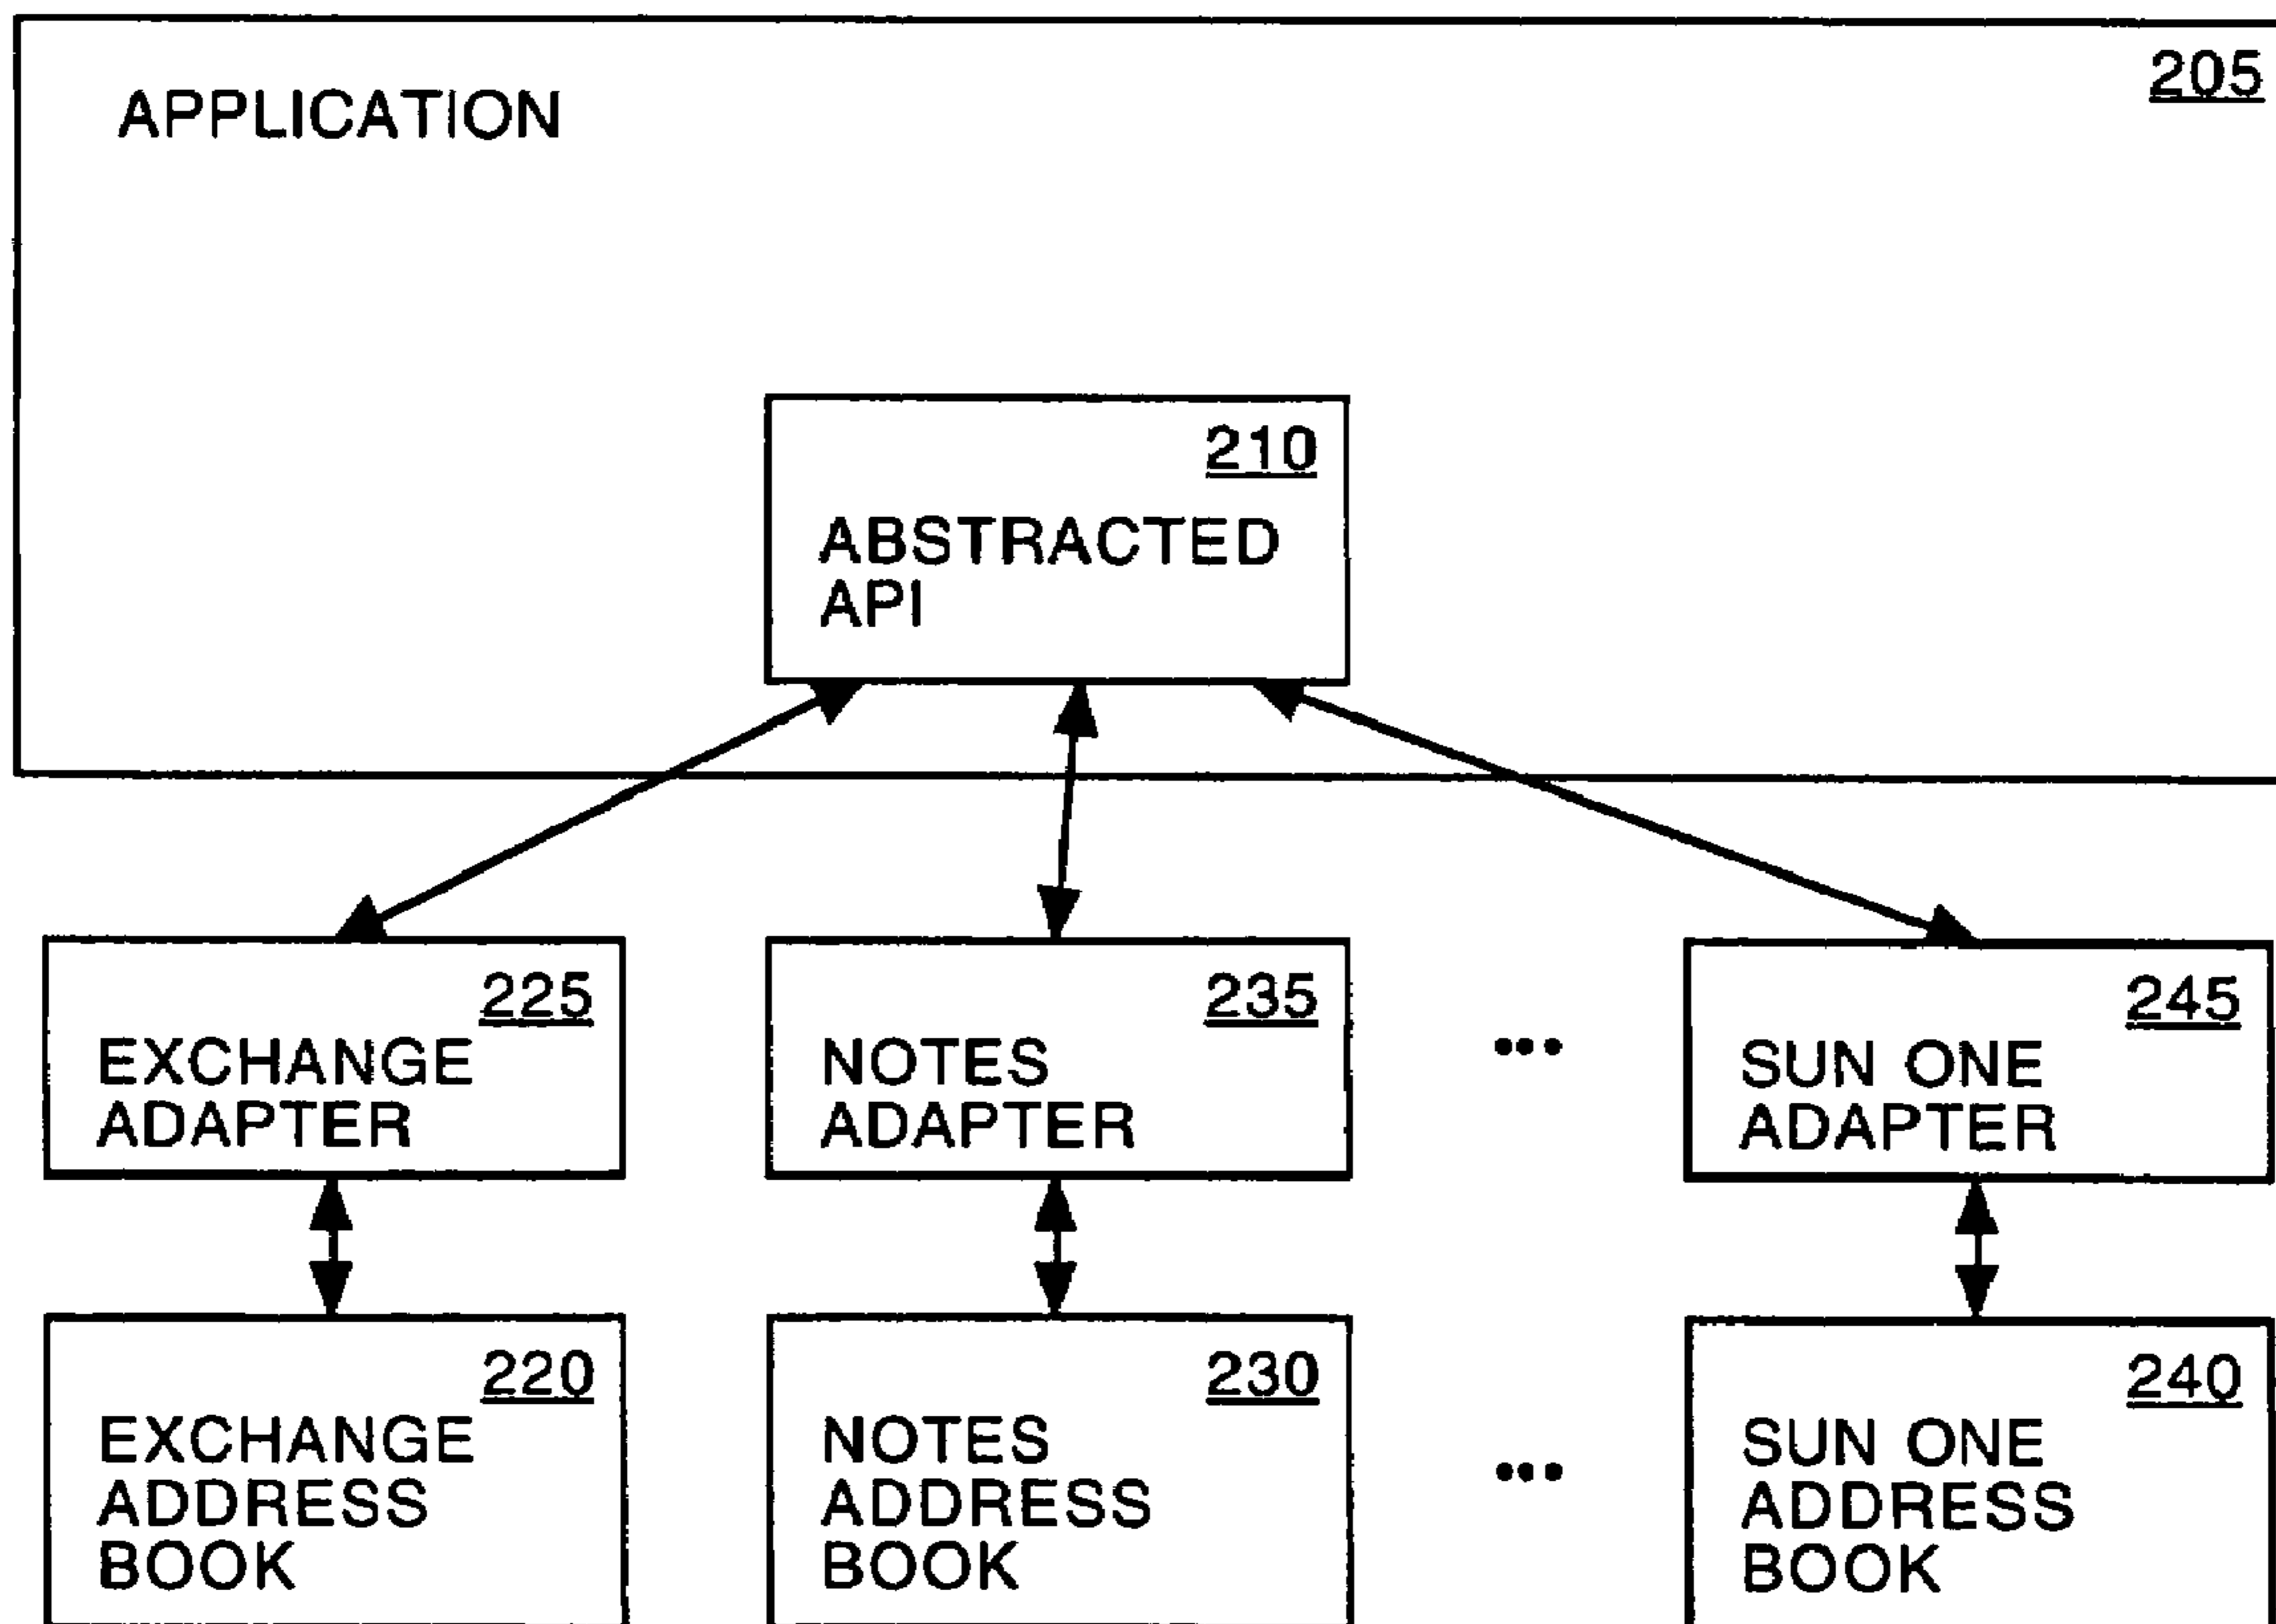 205
APPLICATION
210
ABSTRACTED
API
225
EXCHANGE
ADAPTER
235
NOTES
ADAPTER
...
245
SUN ONE
ADAPTER
220
EXCHANGE
ADDRESS
BOOK
230
NOTES
ADDRESS
BOOK
...
240
SUN ONE
ADDRESS
BOOK